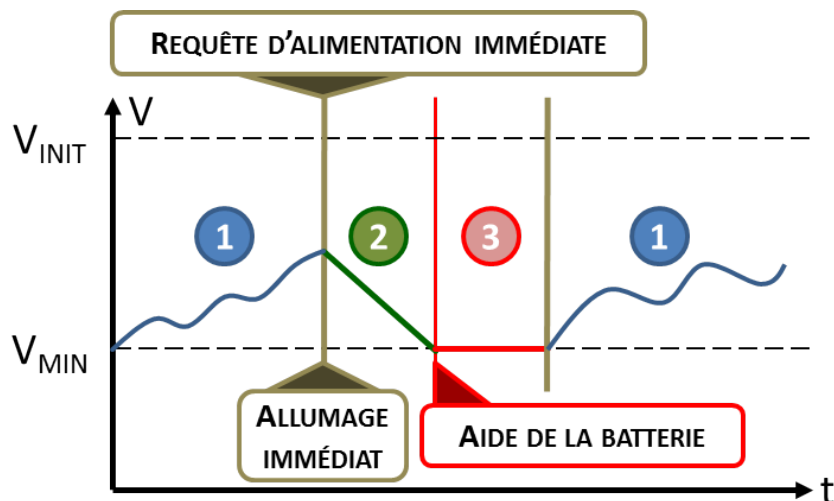 REQUÊTE D'ALIMENTATION IMMÉDIATE
V
VINIT
1
2
3
1
VMIN
ALLUMAGE
IMMÉDIAT
AIDE DE LA BATTERIE
t